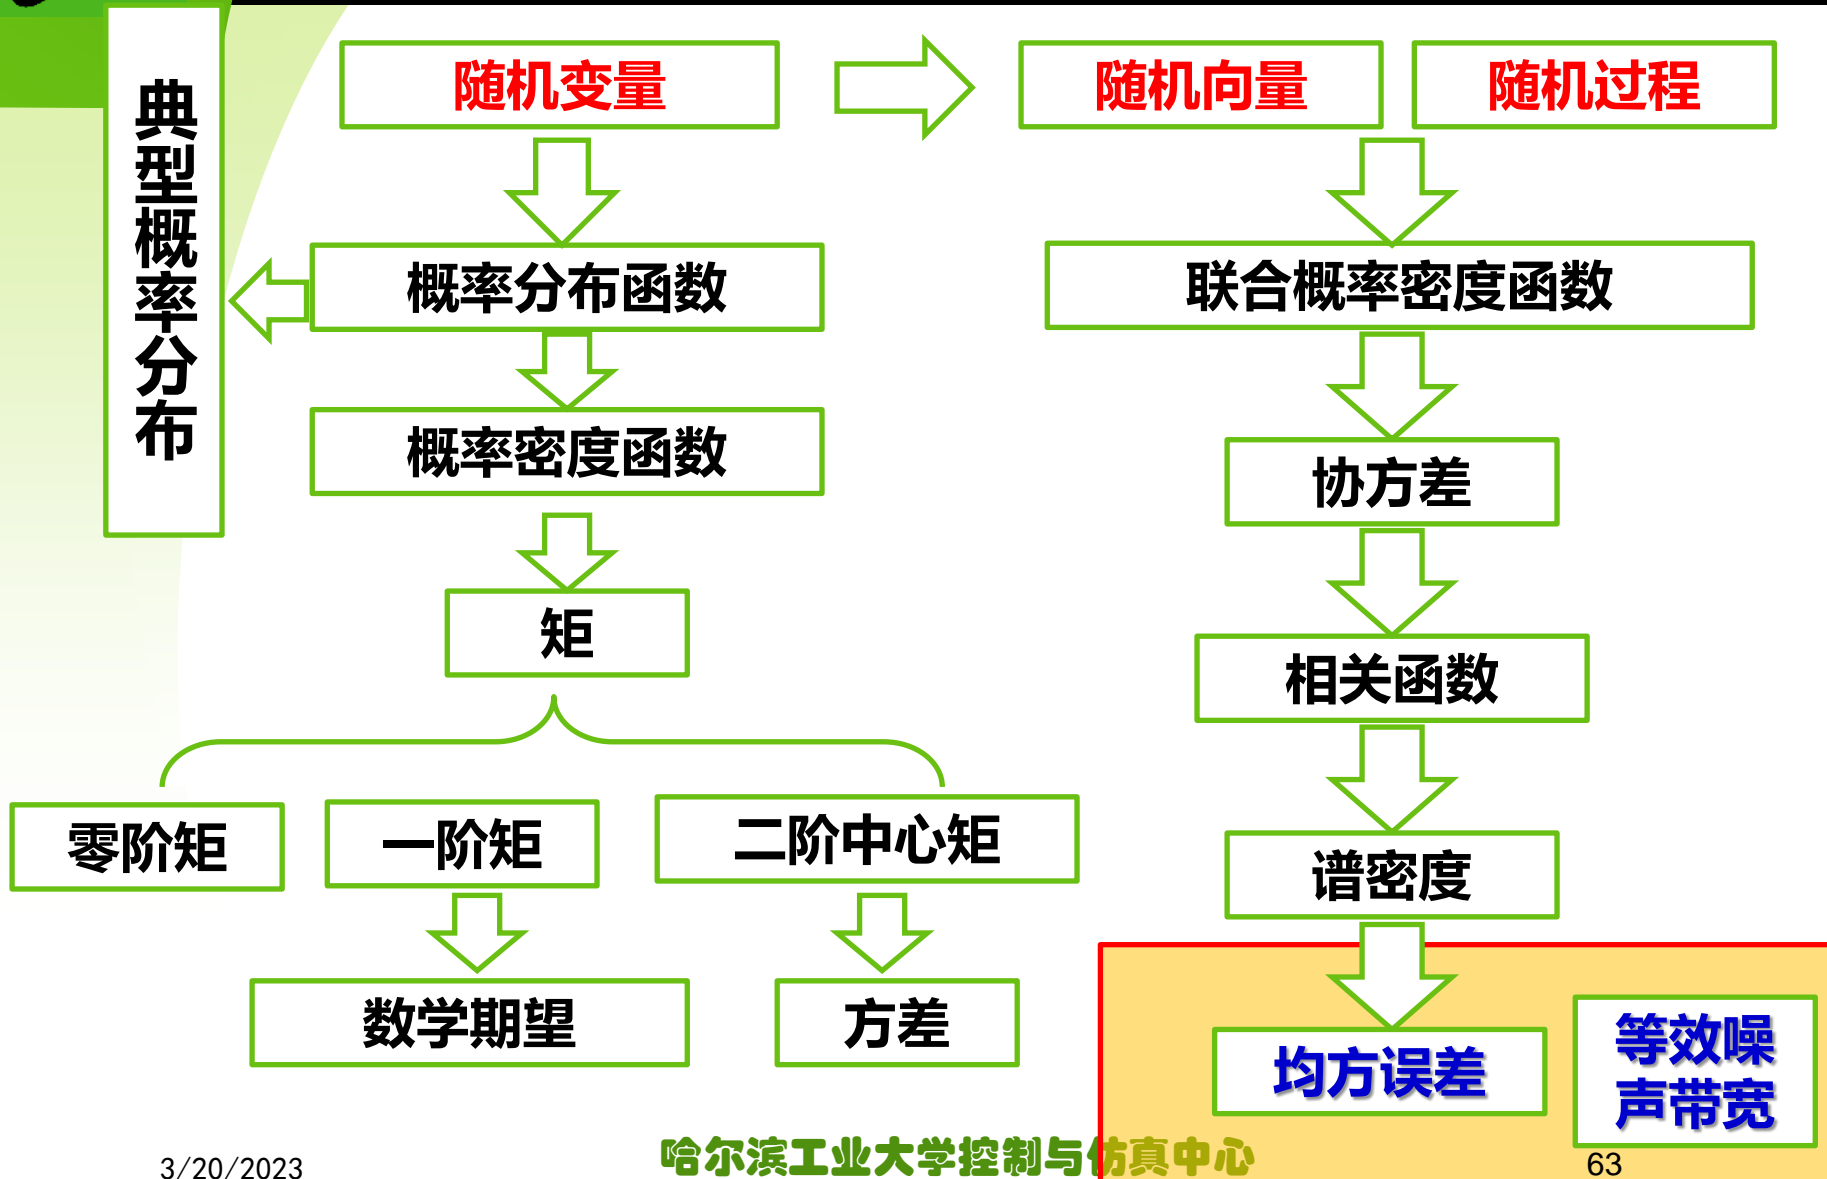 典型概率分布
随机变量
随机向量
随机过程
概率分布函数
联合概率密度函数
概率密度函数
协方差
矩
相关函数
零阶矩
一阶矩
二阶中心矩
谱密度
数学期望
方差
均方误差
等效噪
声带宽
3/20/2023
哈尔滨工业大学控制与仿真中心
63